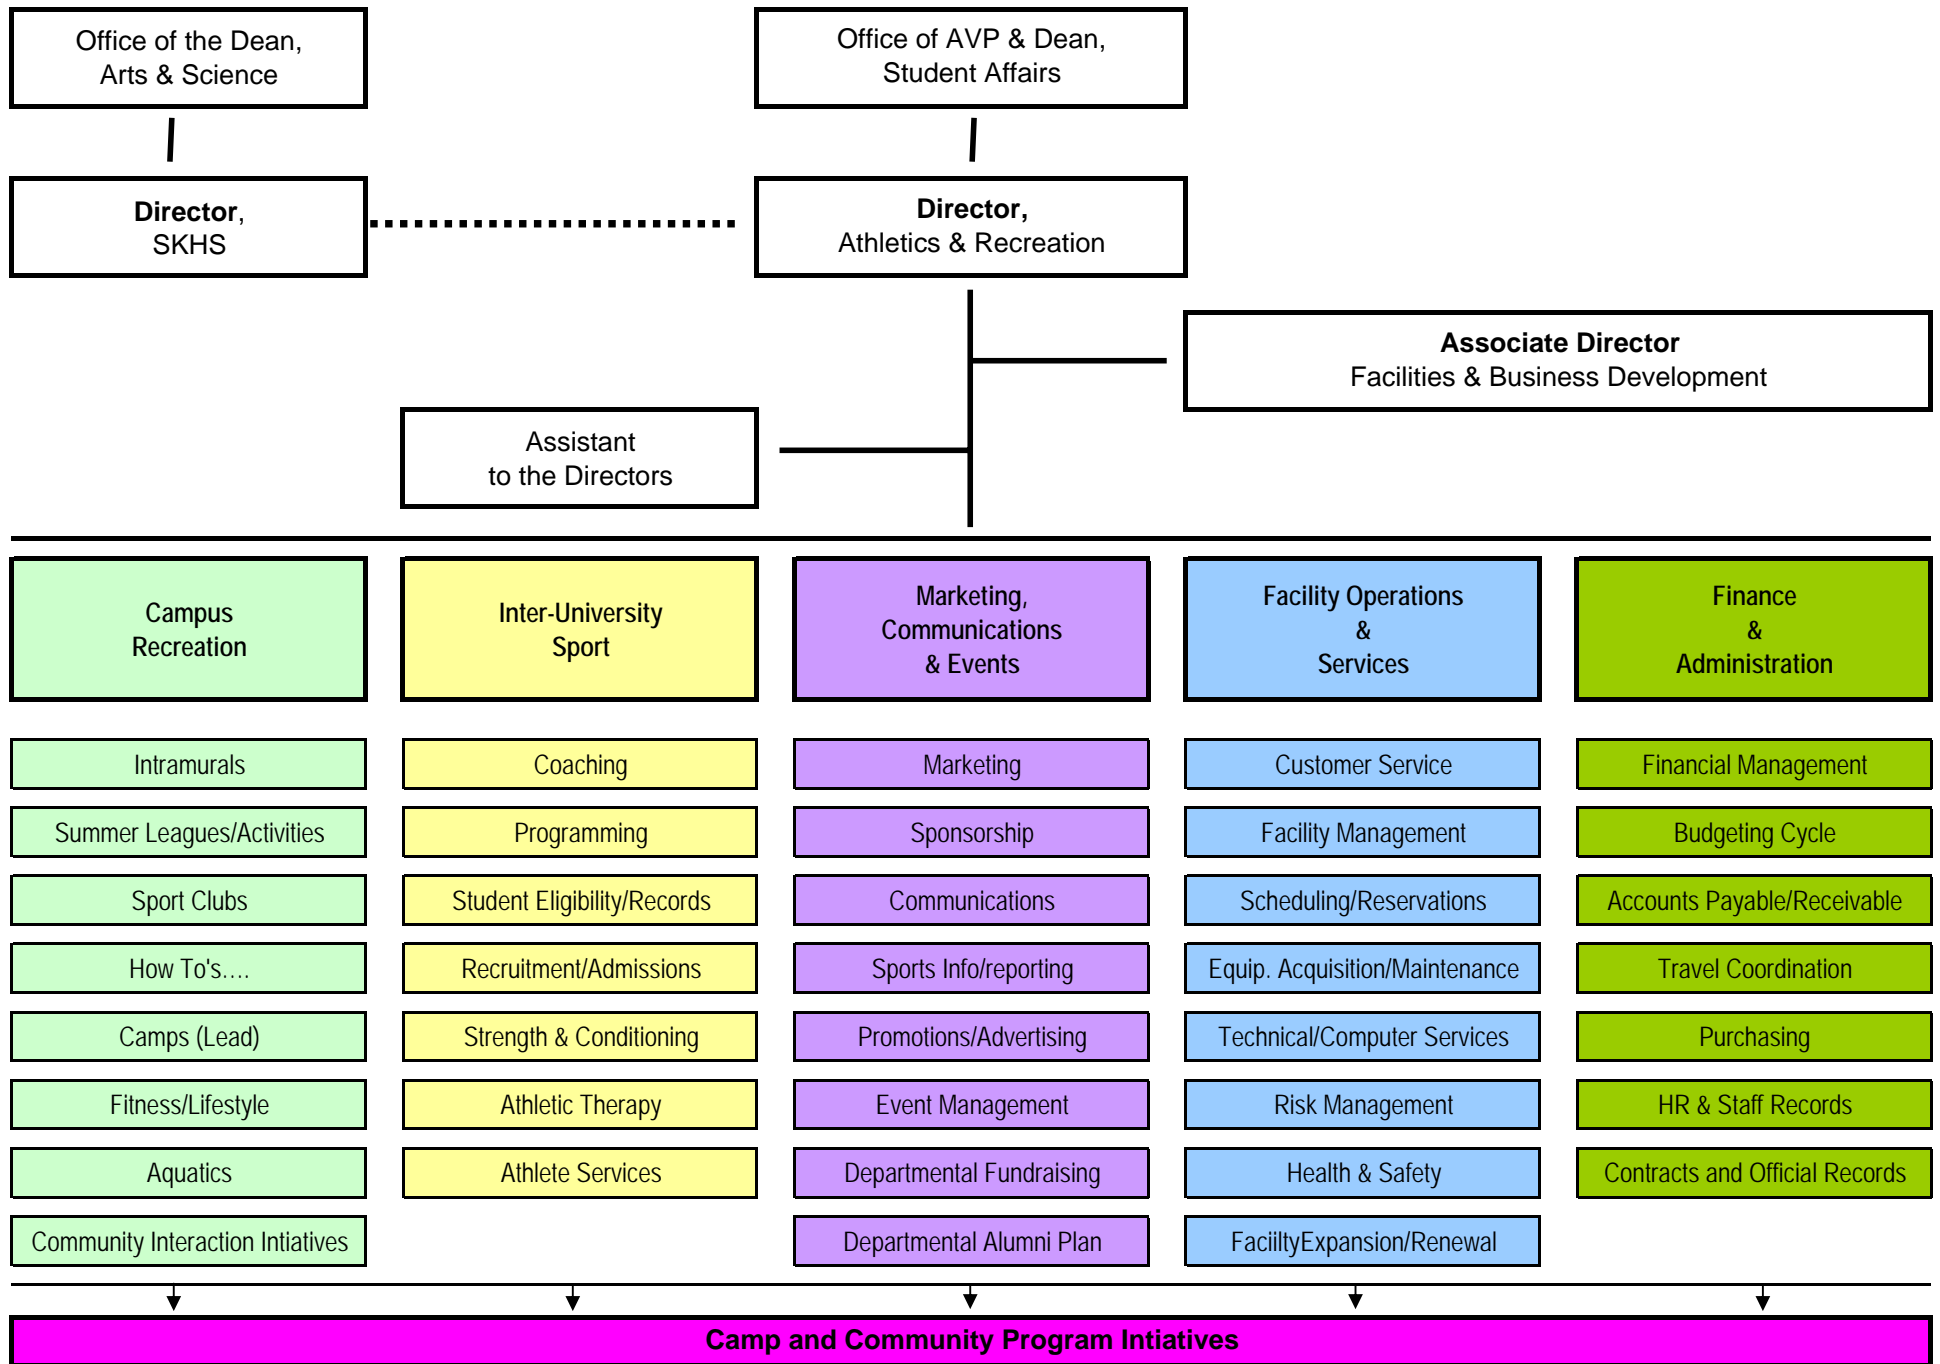 Office of the Dean,
Arts & Science
Office of AVP & Dean,
Student Affairs
Director,
SKHS
Director,
Athletics & Recreation
Associate Director
Facilities & Business Development
Assistant
to the Directors
Campus
Recreation
Inter-University
Sport
Marketing,
Communications
& Events
Facility Operations
&
Services
Finance
&
Administration
Intramurals
Summer Leagues/Activities
Sport Clubs
How To's....
Camps (Lead)
Fitness/Lifestyle
Aquatics
Community Interaction Intiatives
Coaching
Programming
Student Eligibility/Records
Recruitment/Admissions
Strength & Conditioning
Athletic Therapy
Athlete Services
Marketing
Sponsorship
Communications
Sports Info/reporting
Promotions/Advertising
Event Management
Departmental Fundraising
Departmental Alumni Plan
Customer Service
Facility Management
Scheduling/Reservations
Equip. Acquisition/Maintenance
Technical/Computer Services
Risk Management
Health & Safety
FaciiltyExpansion/Renewal
Financial Management
Budgeting Cycle
Accounts Payable/Receivable
Travel Coordination
Purchasing
HR & Staff Records
Contracts and Official Records
Camp and Community Program Intiatives